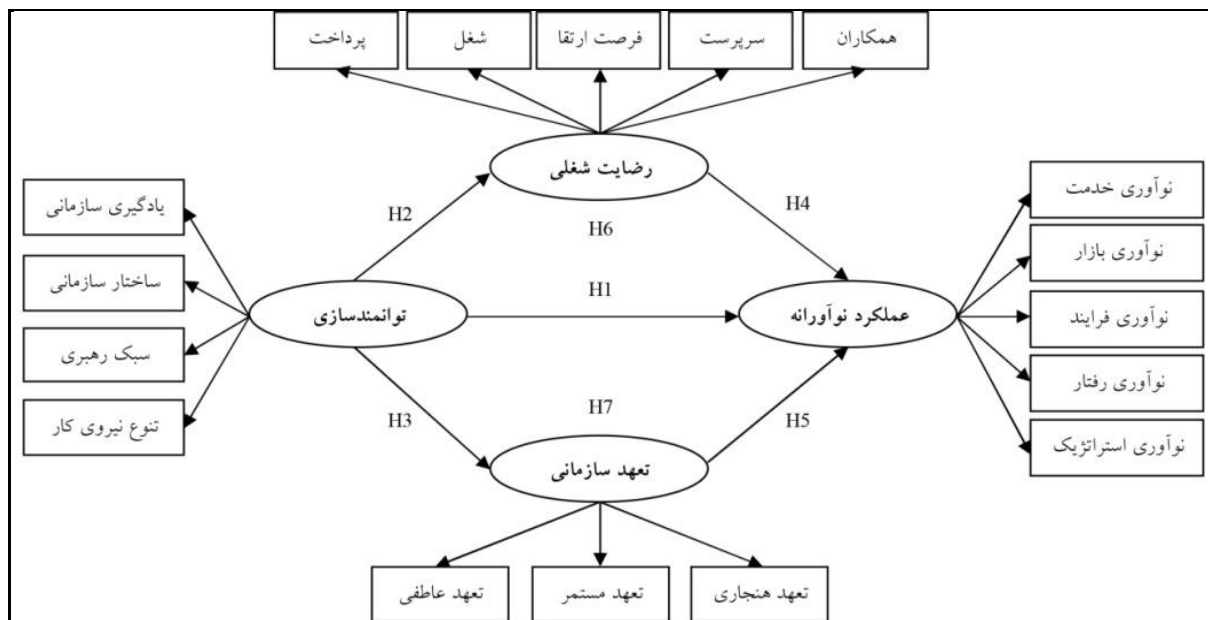 همکاران
سرپرست
فرصت ارتقا
شغل
پرداخت
رضایت شغلی
نوآوری خدمت
نوآوری بازار
نوآوری فرایند
نوآوری رفتار
نوآوری استراتژیک
یادگیری سازمانی
ساختار سازمانی
سبک رهبری
تنوع نیروی کار
H2
H6
H4
توانمندسازی
H1
عملکرد نوآورانه
H3
H7
H5
تعهد سازمانی
تعهد هنجاری
تعهد مستمر
تعهد عاطفی